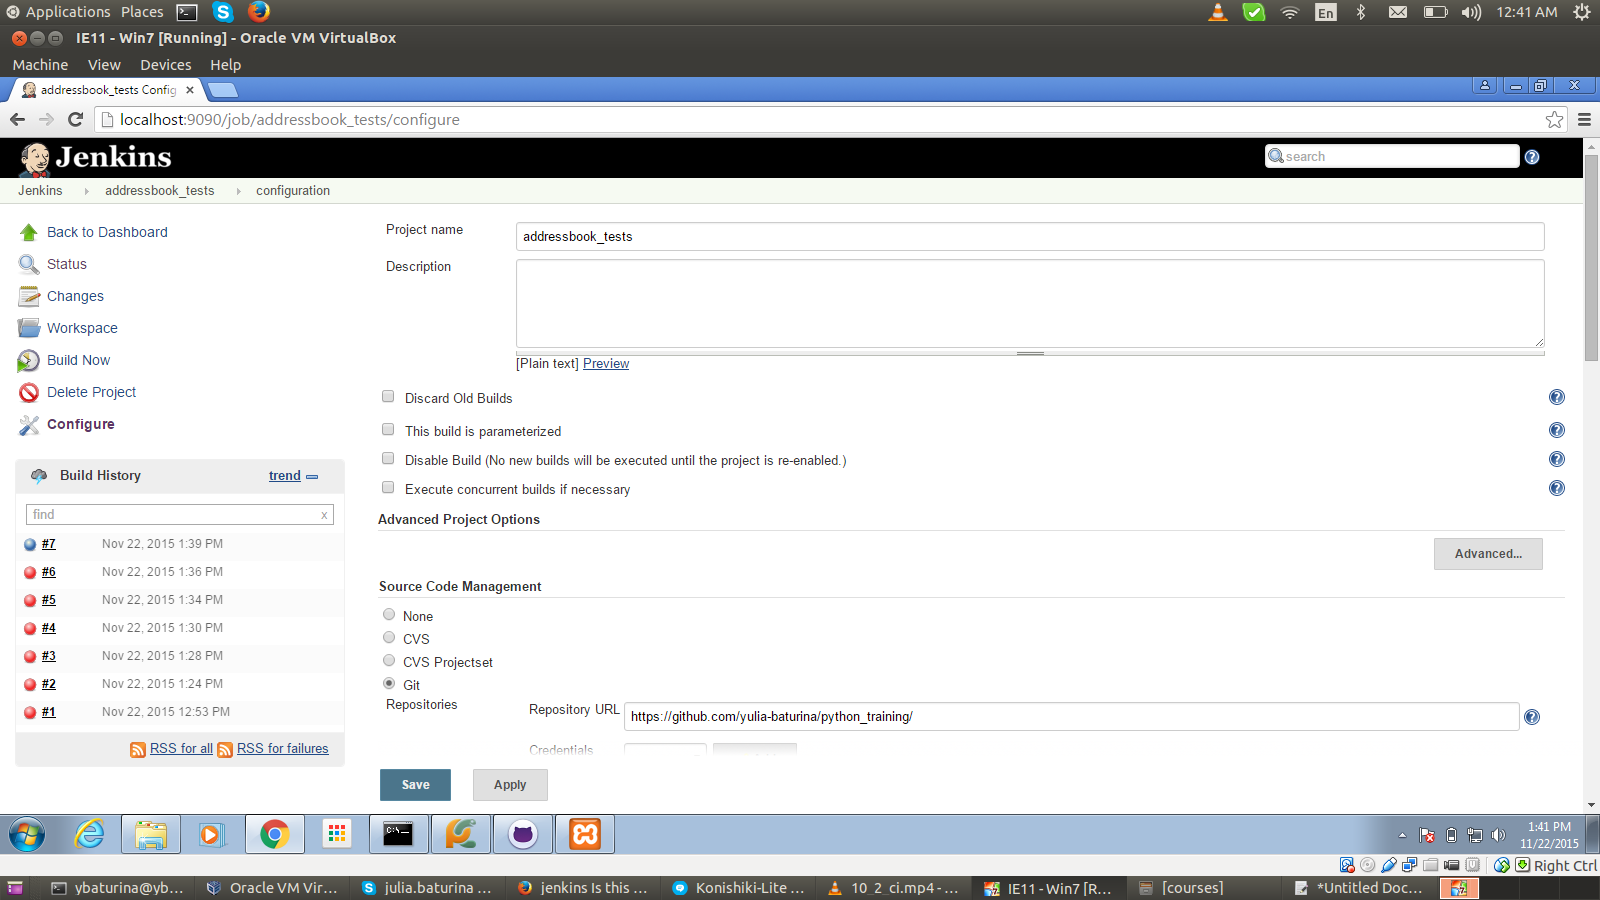 Applications Places
12:41 AM
En
IE11 - Win7 [Running] - Oracle VM VirtualBox
Machine View Devices Help
addressbook_tests Config
localhost:9090/job/addressbook_tests/configure
Jenkins
search
Jenkins addressbook_tests configuration
Back to Dashboard
Status
Changes
Workspace
Build Now
Delete Project
Configure
Build History trend
find x
#7 Nov 22, 2015 1:39 PM
#6 Nov 22, 2015 1:36 PM
#5 Nov 22, 2015 1:34 PM
#4 Nov 22, 2015 1:30 PM
#3 Nov 22, 2015 1:28 PM
#2 Nov 22, 2015 1:24 PM
#1 Nov 22, 2015 12:53 PM
RSS for all RSS for failures
Project name addressbook_tests
Description
[Plain text] Preview
Discard Old Builds
This build is parameterized
Disable Build (No new builds will be executed until the project is re-enabled.)
Execute concurrent builds if necessary
Advanced Project Options
Advanced...
Source Code Management
None
CVS
CVS Projectset
Git
Repositories
Repository URL https://github.com/yulia-baturina/python_training/
Credentials
Save Apply
C:\.
1:41 PM
11/22/2015
Right Ctrl
ybaturina@yb... Oracle VM Vir... julia.baturina ... jenkins Is this ... Konishiki-Lite ... 10_2_ci.mp4 -... IE11 - Win7 [R... [courses] *Untitled Doc...